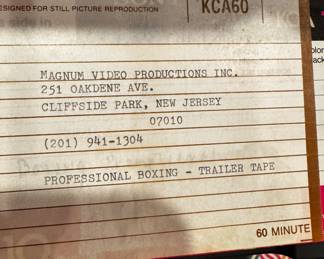 DESIGNED FOR STILL PICTURE REPRODUCTION
KCA60
MAGNUM VIDEO PRODUCTIONS INC.
251 OAKDENE AVE.
CLIFFSIDE PARK, NEW JERSEY
07010
(201) 941-1304
PROFESSIONAL BOXING - TRAILER TAPE
60 MINUTE